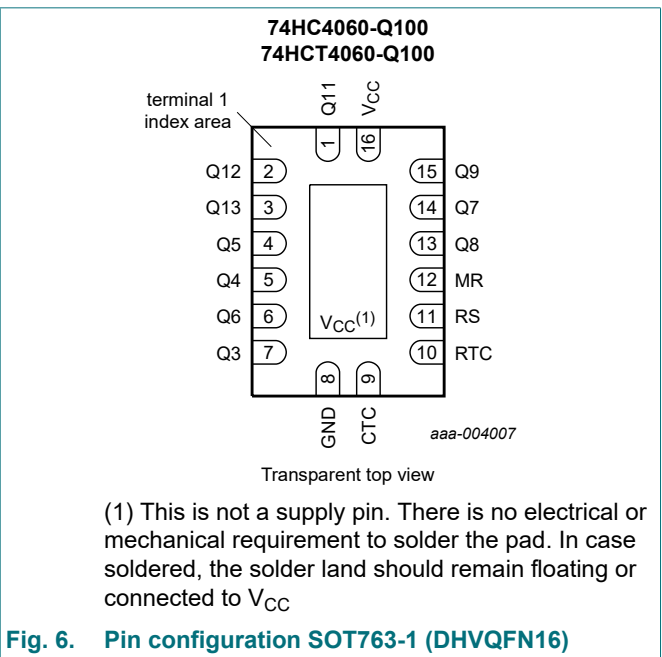 74HC4060-Q100
74HCT4060-Q100
terminal 1
index area
Q11
VCC
1
16
Q12 2
15 Q9
Q13 3
14 Q7
Q5 4
13 Q8
Q4 5
12 MR
Q6 6
11 RS
VCC(1)
Q3 7
10 RTC
8
9
GND
CTC
aaa-004007
Transparent top view
(1) This is not a supply pin. There is no electrical or
mechanical requirement to solder the pad. In case
soldered, the solder land should remain floating or
connected to VCC
Fig. 6. Pin configuration SOT763-1 (DHVQFN16)